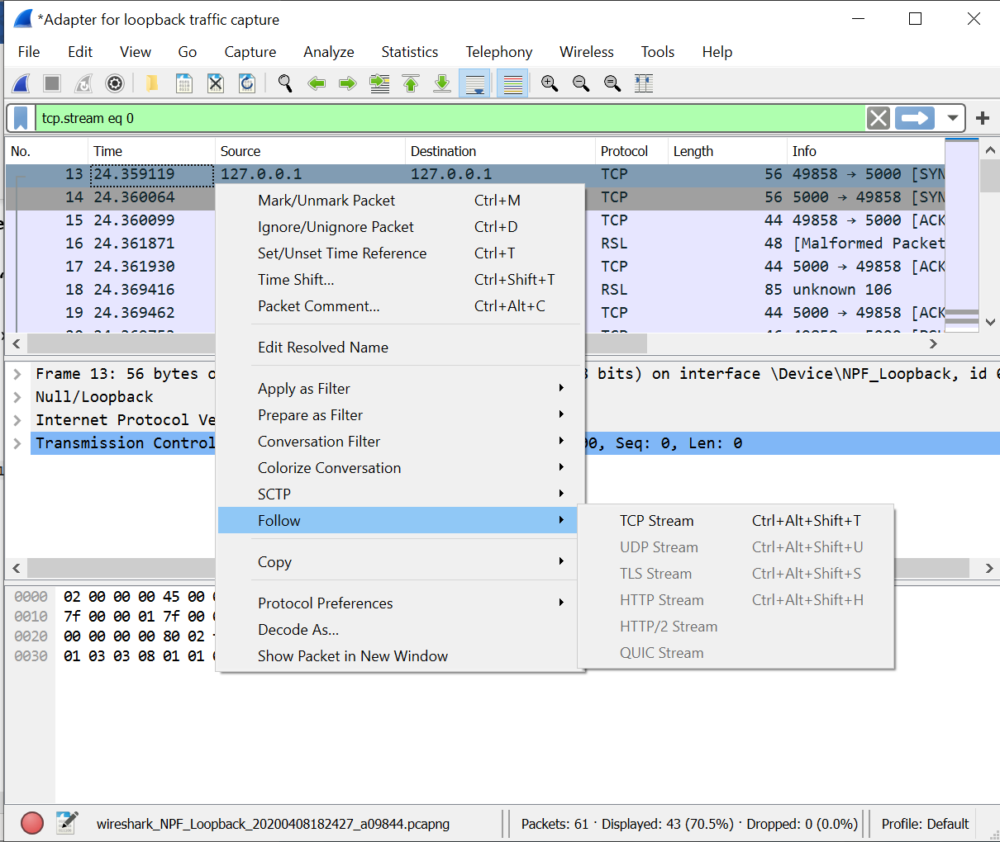 *Adapter for loopback traffic capture
File Edit View Go Capture Analyze Statistics Telephony Wireless Tools Help
tcp.stream eq 0
No. Time Source Destination Protocol Length Info
13 24.359119 127.0.0.1 127.0.0.1 TCP 56 49858 → 5000 [SYN
14 24.360064 TCP 56 5000 → 49858 [SYN
15 24.360099 TCP 44 49858 → 5000 [ACK
16 24.361871 RSL 48 [Malformed Packet
17 24.361930 TCP 44 5000 → 49858 [ACK
18 24.369416 RSL 85 unknown 106
19 24.369462 TCP 44 5000 → 49858 [ACK
Mark/Unmark Packet Ctrl+M
Ignore/Unignore Packet Ctrl+D
Set/Unset Time Reference Ctrl+T
Time Shift... Ctrl+Shift+T
Packet Comment... Ctrl+Alt+C
Edit Resolved Name
Apply as Filter
Prepare as Filter
Conversation Filter
Colorize Conversation
SCTP
Follow
Copy
Protocol Preferences
Decode As...
Show Packet in New Window
TCP Stream Ctrl+Alt+Shift+T
UDP Stream Ctrl+Alt+Shift+U
TLS Stream Ctrl+Alt+Shift+S
HTTP Stream Ctrl+Alt+Shift+H
HTTP/2 Stream
QUIC Stream
Frame 13: 56 bytes bits) on interface \Device\NPF_Loopback, id
Null/Loopback
Internet Protocol
Transmission Control , Seq: 0, Len: 0
0000 02 00 00 00 45 00
0010 7f 00 00 01 7f 00
0020 00 00 00 00 80 02
0030 01 03 03 08 01 01
wireshark_NPF_Loopback_20200408182427_a09844.pcapng Packets: 61 · Displayed: 43 (70.5%) · Dropped: 0 (0.0%) Profile: Default